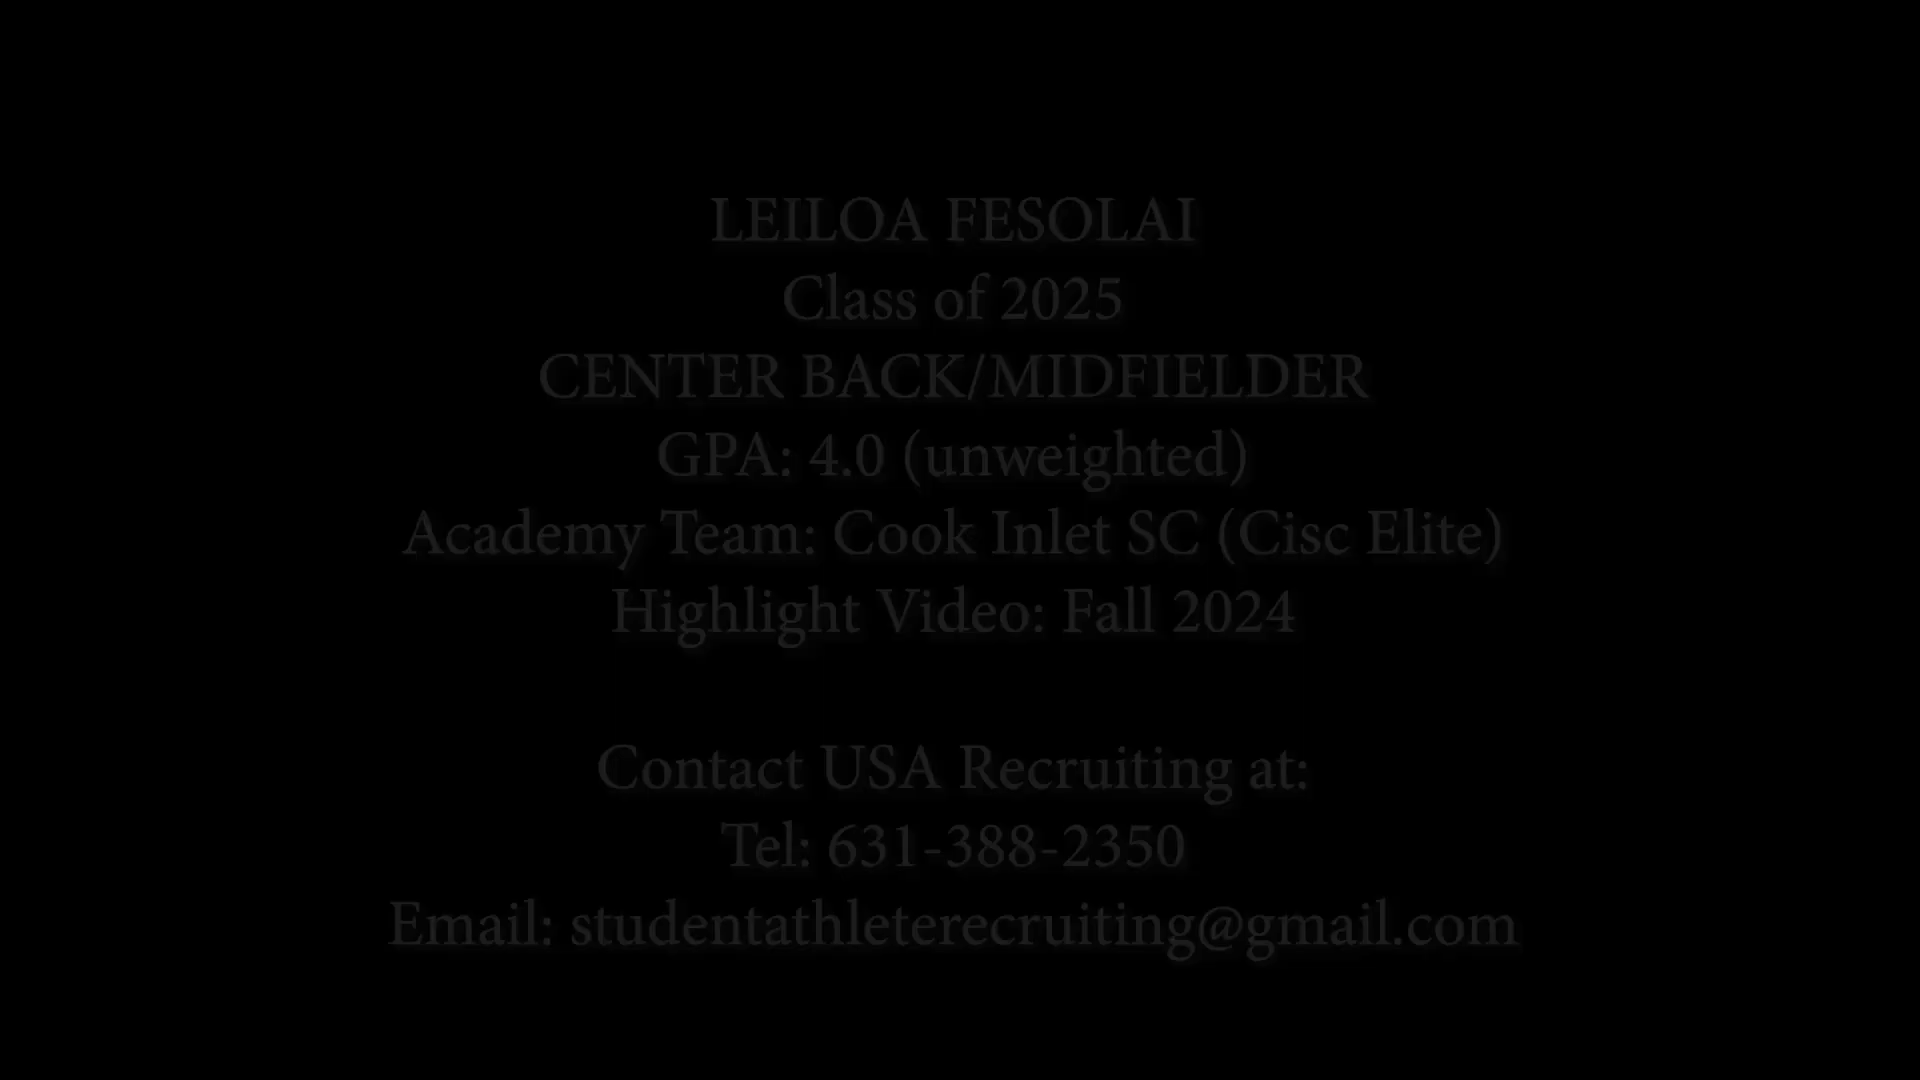 LEILOA FESOLAI
Class of 2025
CENTER BACK/MIDFIELDER
GPA: 4.0 (unweighted)
Academy Team: Cook Inlet SC (Cisc Elite)
Highlight Video: Fall 2024
Contact USA Recruiting at:
Tel: 631-388-2350
Email: studentathleterecruiting@gmail.com